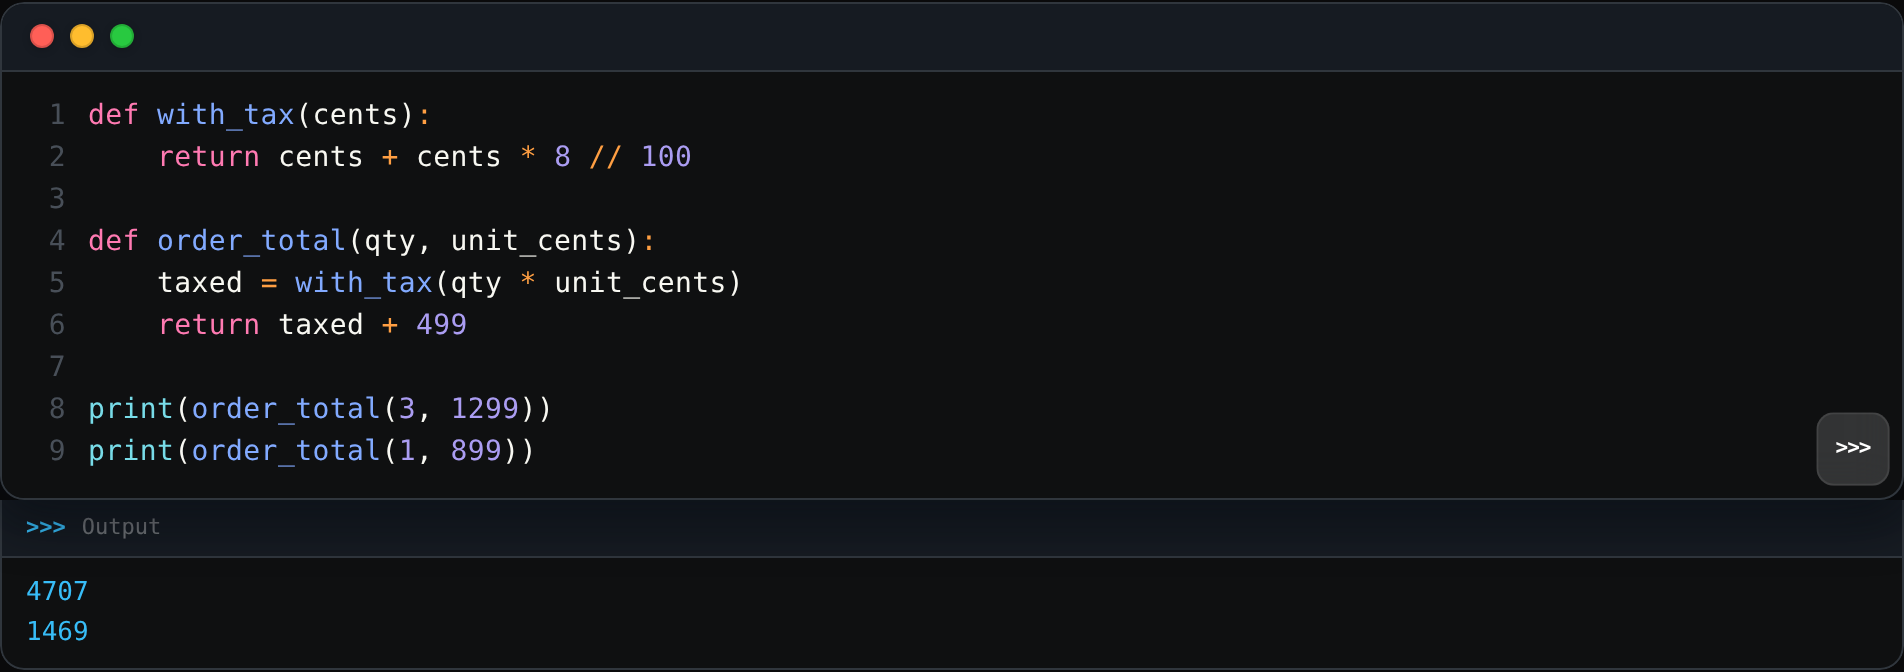 1 def with_tax(cents):
2     return cents + cents * 8 // 100
3
4 def order_total(qty, unit_cents):
5     taxed = with_tax(qty * unit_cents)
6     return taxed + 499
7
8 print(order_total(3, 1299))
9 print(order_total(1, 899))
>>>
>>> Output
4707
1469